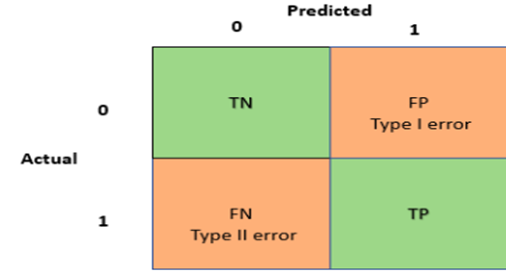 Predicted
0 1
0 TN FP
Type I error
Actual
1 FN TP
Type II error